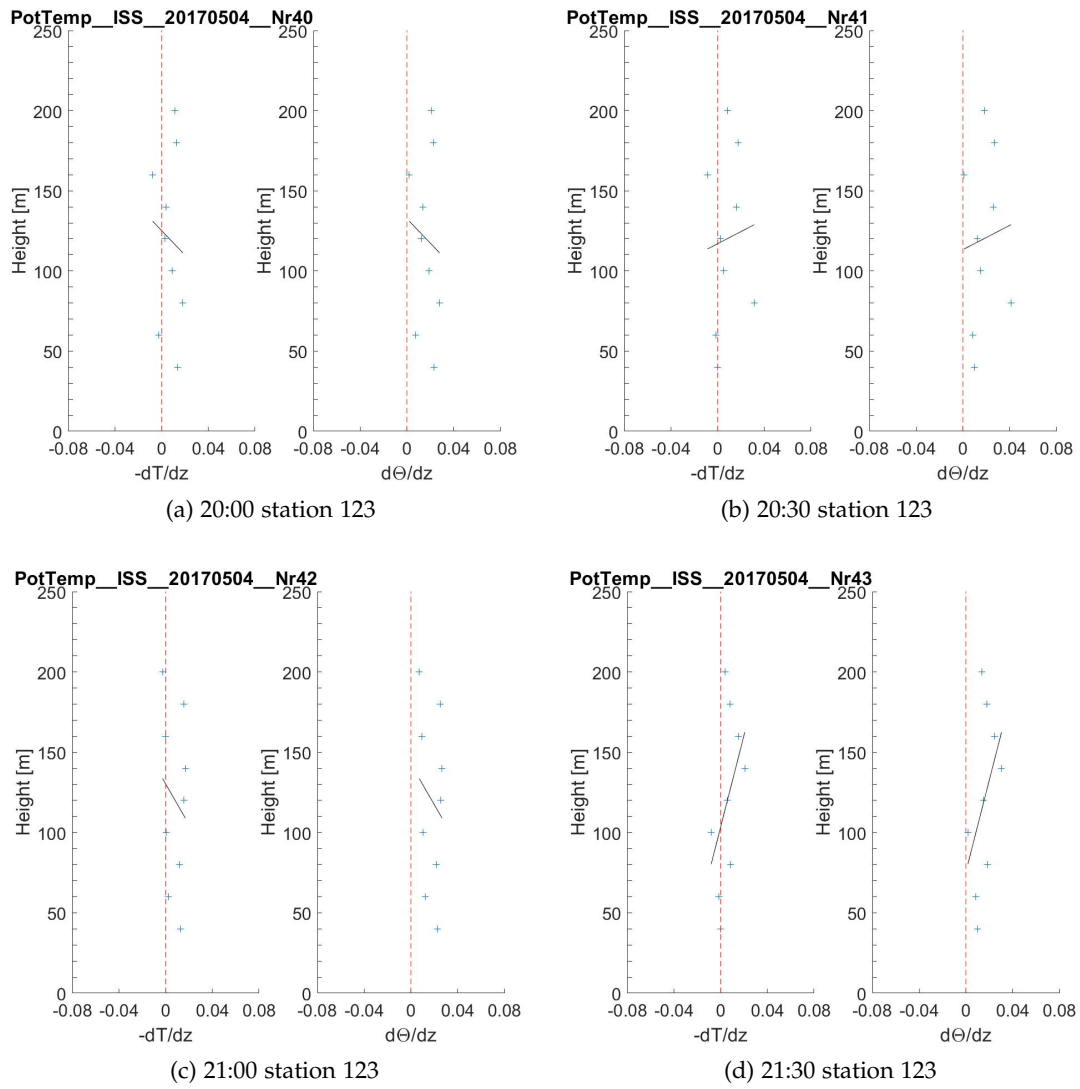 PotTemp__ISS__20170504__Nr40
250
200
150
100
50
0
Height [m]
-0.08 -0.04 0 0.04 0.08
-dT/dz
250
200
150
100
50
0
Height [m]
-0.08 -0.04 0 0.04 0.08
dΘ/dz
(a) 20:00 station 123
PotTemp__ISS__20170504__Nr41
250
200
150
100
50
0
Height [m]
-0.08 -0.04 0 0.04 0.08
-dT/dz
250
200
150
100
50
0
Height [m]
-0.08 -0.04 0 0.04 0.08
dΘ/dz
(b) 20:30 station 123
PotTemp__ISS__20170504__Nr42
250
200
150
100
50
0
Height [m]
-0.08 -0.04 0 0.04 0.08
-dT/dz
250
200
150
100
50
0
Height [m]
-0.08 -0.04 0 0.04 0.08
dΘ/dz
(c) 21:00 station 123
PotTemp__ISS__20170504__Nr43
250
200
150
100
50
0
Height [m]
-0.08 -0.04 0 0.04 0.08
-dT/dz
250
200
150
100
50
0
Height [m]
-0.08 -0.04 0 0.04 0.08
dΘ/dz
(d) 21:30 station 123